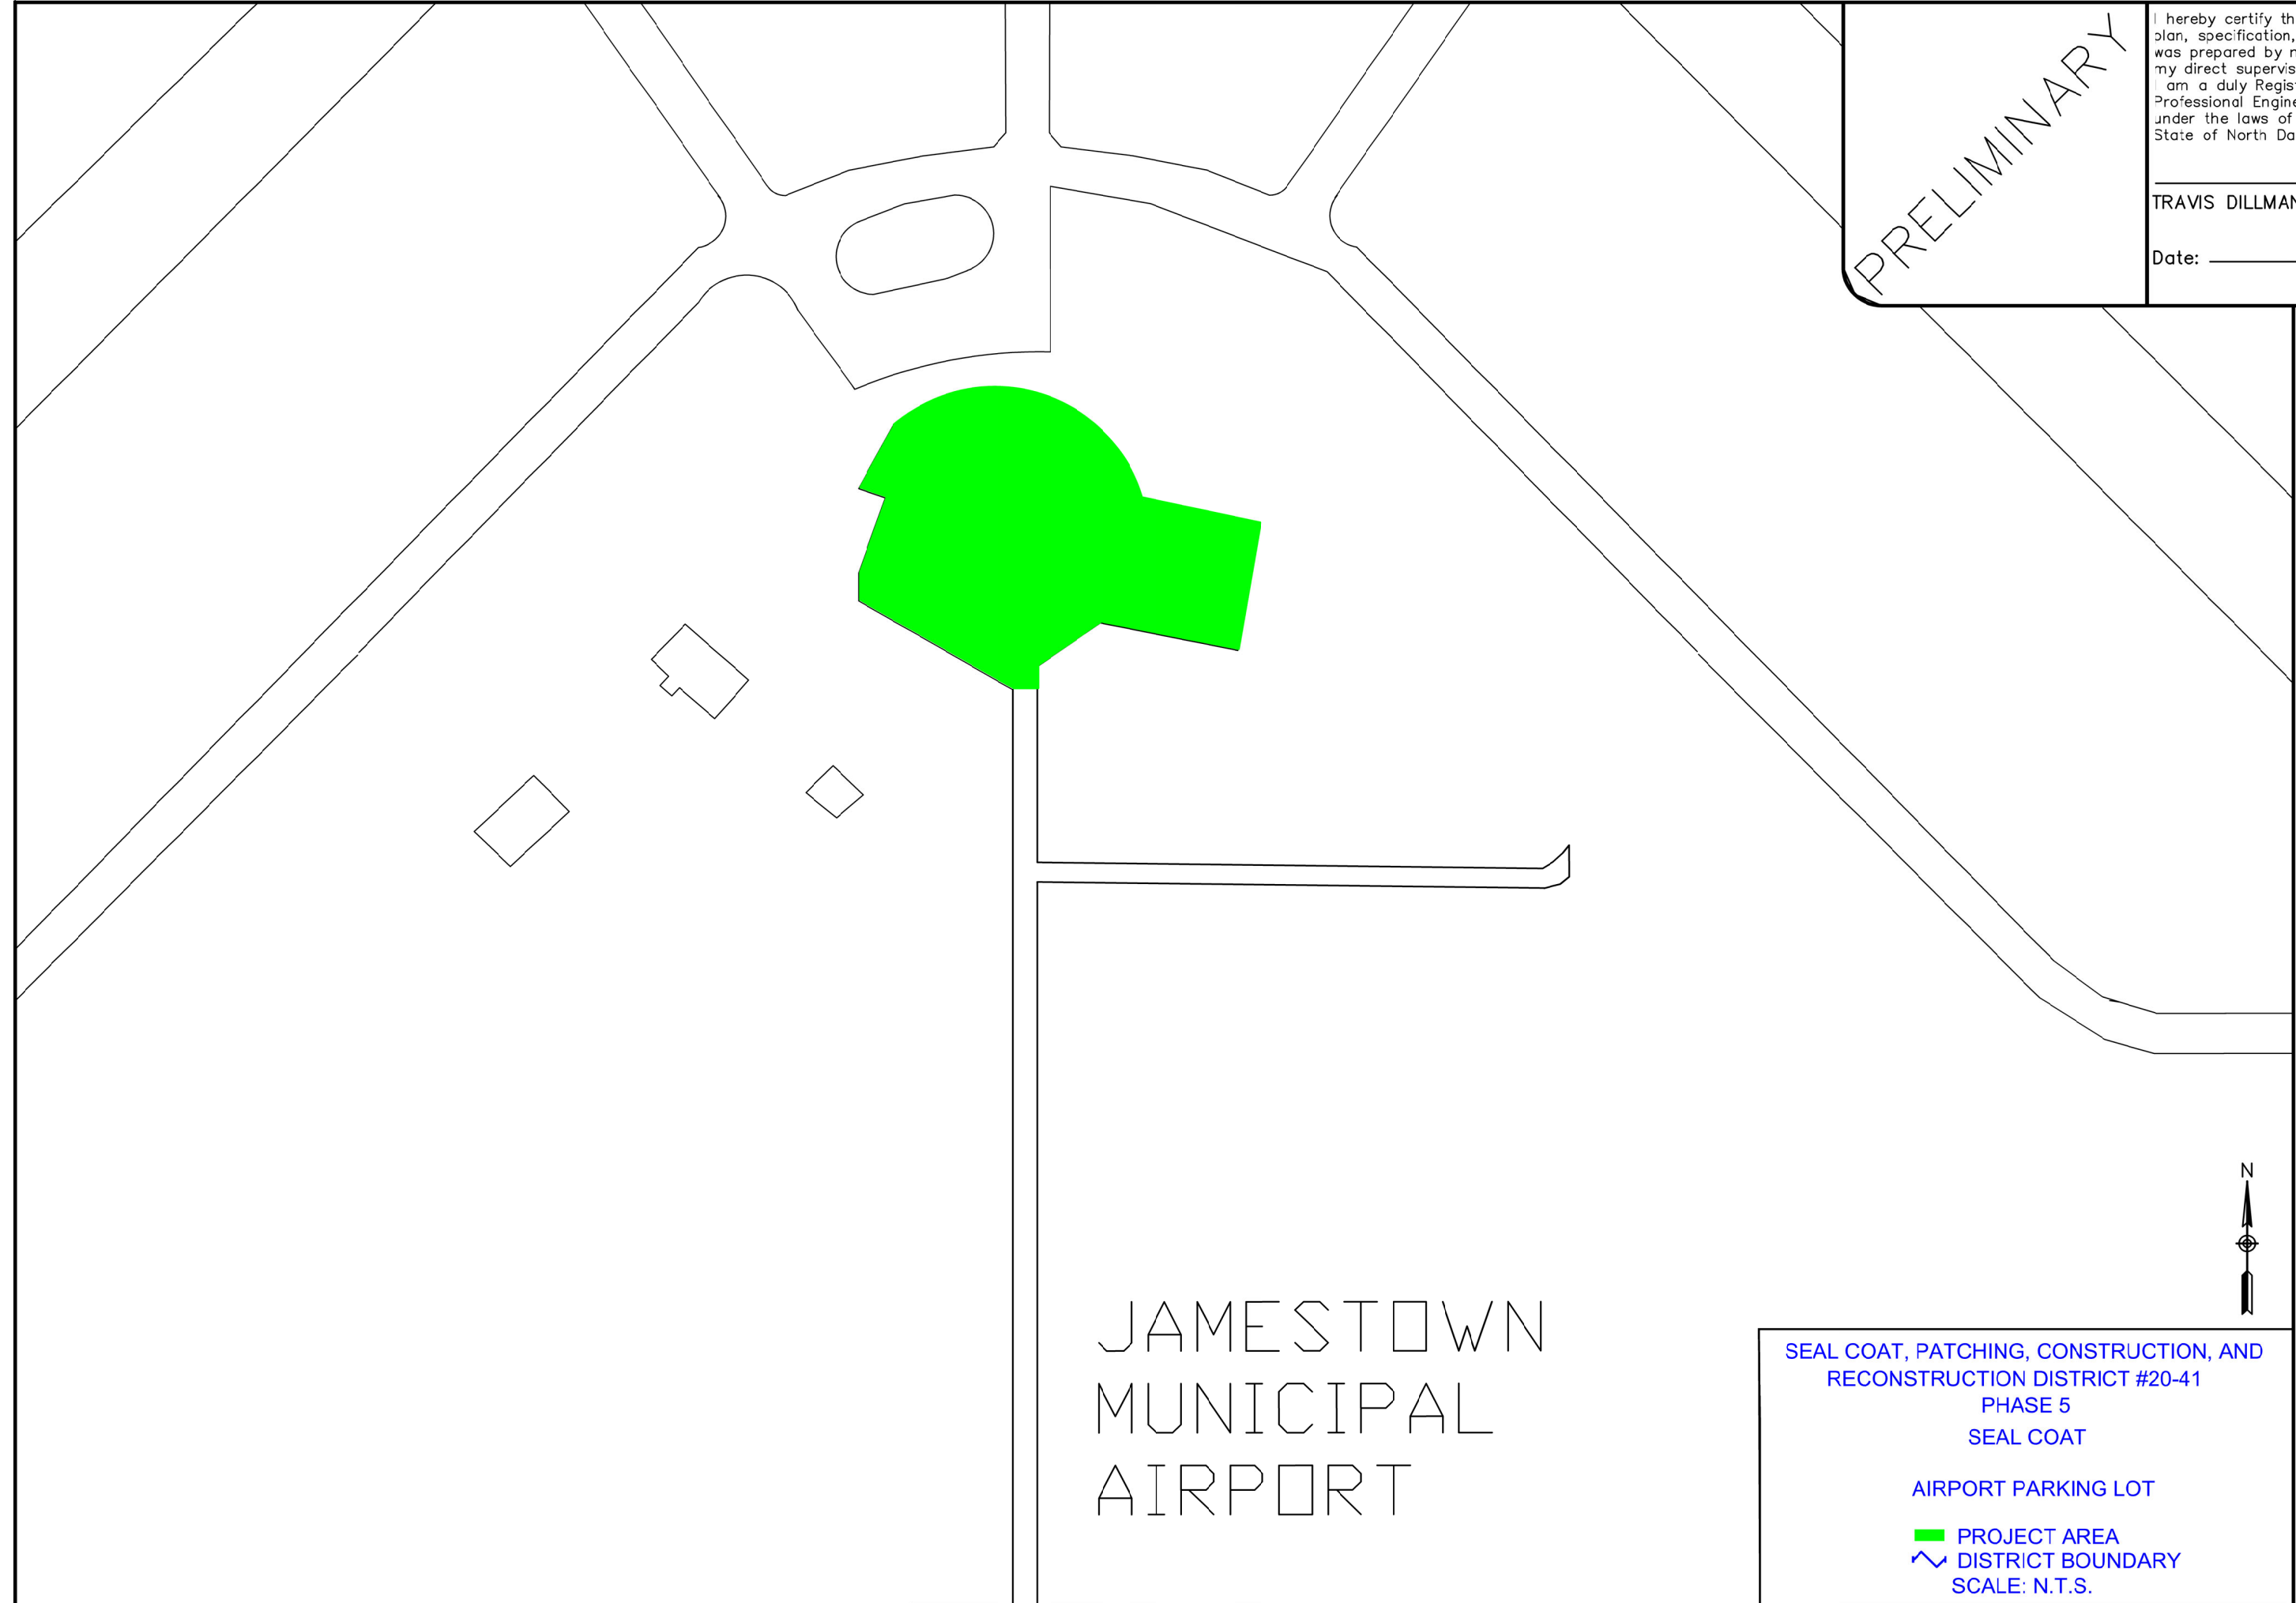 PRELIMINARY
I hereby certify th
plan, specification,
was prepared by
my direct supervis
I am a duly Regis
Professional Engin
under the laws of
State of North Da
TRAVIS DILLMAN
Date:
JAMESTOWN
MUNICIPAL
AIRPORT
N
SEAL COAT, PATCHING, CONSTRUCTION, AND
RECONSTRUCTION DISTRICT #20-41
PHASE 5
SEAL COAT
AIRPORT PARKING LOT
PROJECT AREA
DISTRICT BOUNDARY
SCALE: N.T.S.